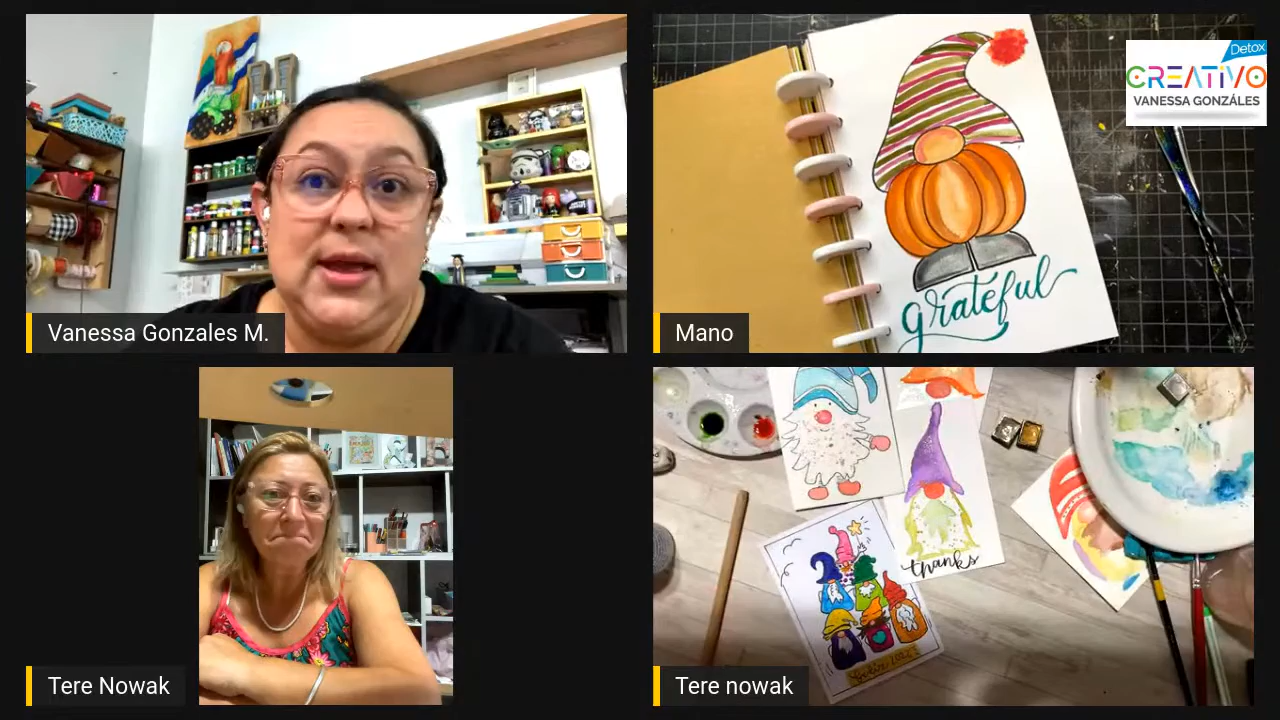 Vanessa Gonzales M.
Mano
grateful
Detox
CREATIVO
VANESSA GONZÁLES
Tere Nowak
Tere nowak
thanks